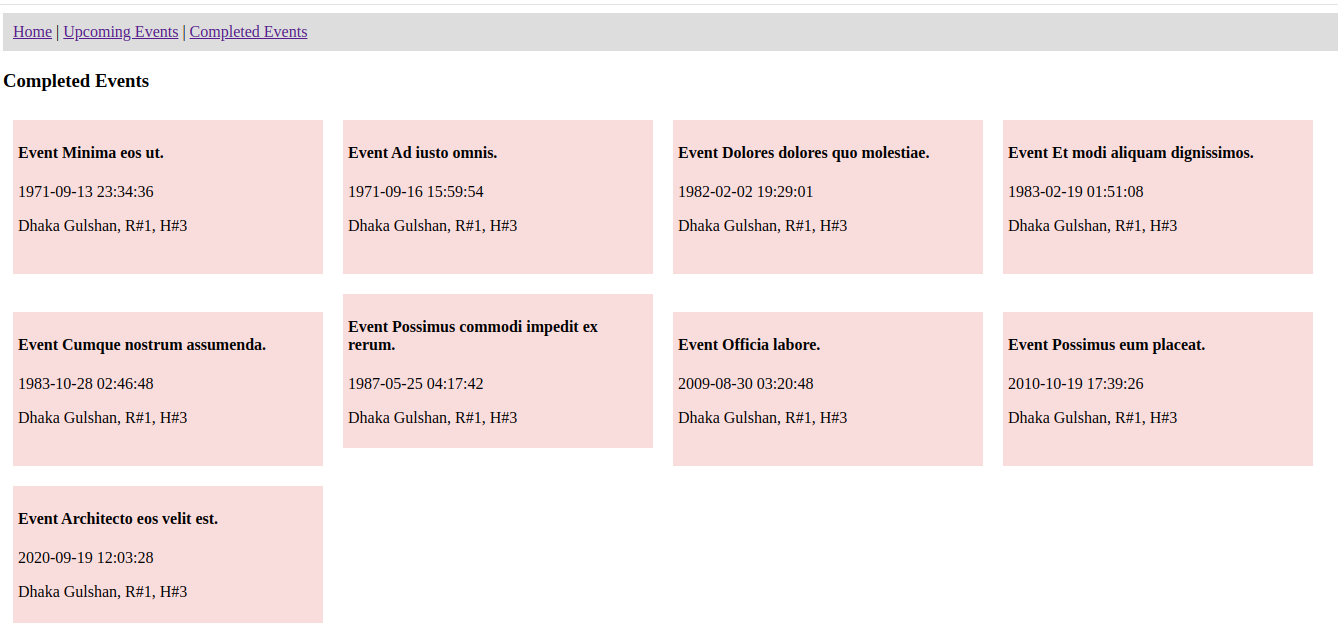 Home | Upcoming Events | Completed Events
Completed Events
Event Minima eos ut.
1971-09-13 23:34:36
Dhaka Gulshan, R#1, H#3
Event Ad iusto omnis.
1971-09-16 15:59:54
Dhaka Gulshan, R#1, H#3
Event Dolores dolores quo molestiae.
1982-02-02 19:29:01
Dhaka Gulshan, R#1, H#3
Event Et modi aliquam dignissimos.
1983-02-19 01:51:08
Dhaka Gulshan, R#1, H#3
Event Cumque nostrum assumenda.
1983-10-28 02:46:48
Dhaka Gulshan, R#1, H#3
Event Possimus commodi impedit ex
rerum.
1987-05-25 04:17:42
Dhaka Gulshan, R#1, H#3
Event Officia labore.
2009-08-30 03:20:48
Dhaka Gulshan, R#1, H#3
Event Possimus eum placeat.
2010-10-19 17:39:26
Dhaka Gulshan, R#1, H#3
Event Architecto eos velit est.
2020-09-19 12:03:28
Dhaka Gulshan, R#1, H#3